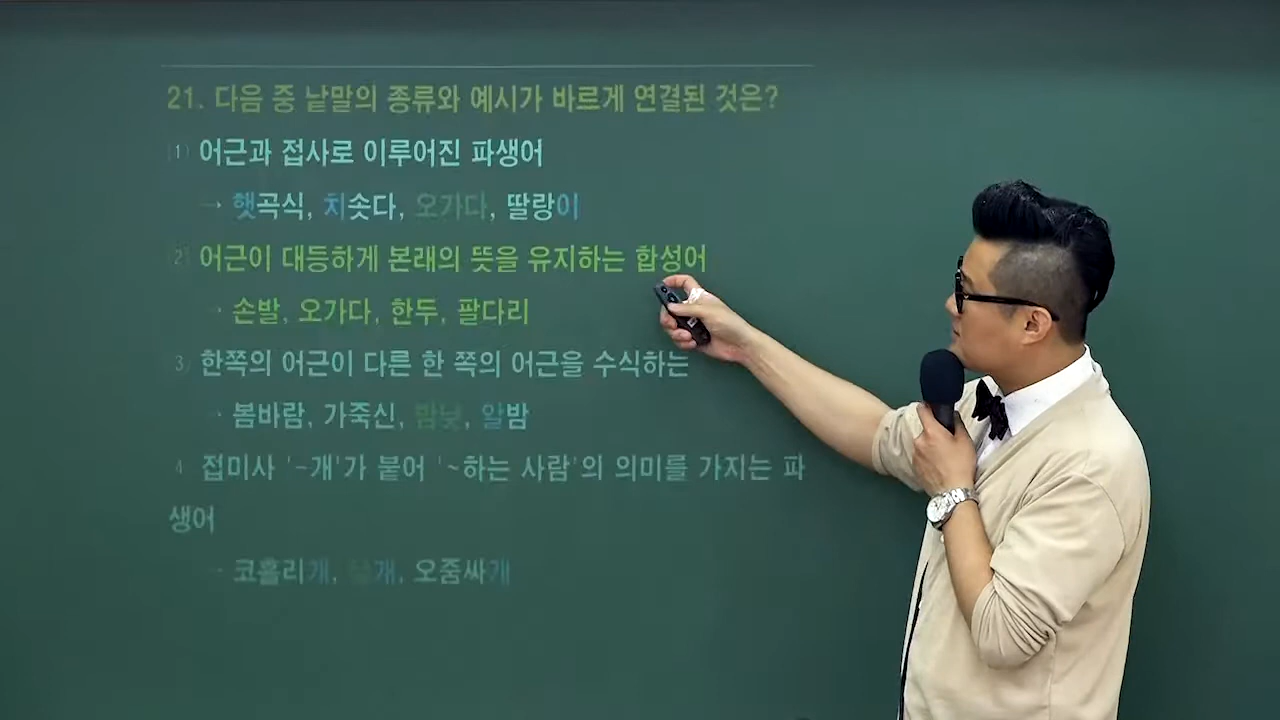 21. 다음 중 낱말의 종류와 예시가 바르게 연결된 것은?
1) 어근과 접사로 이루어진 파생어
→ 햇곡식, 치솟다, 오가다, 딸랑이
2) 어근이 대등하게 본래의 뜻을 유지하는 합성어
→ 손발, 오가다, 한두, 팔다리
3) 한쪽의 어근이 다른 한 쪽의 어근을 수식하는
→ 봄바람, 가죽신, 밤낮, 알밤
4 접미사 '-개'가 붙어 '~하는 사람'의 의미를 가지는 파
생어
→ 코흘리개, 오줌싸개